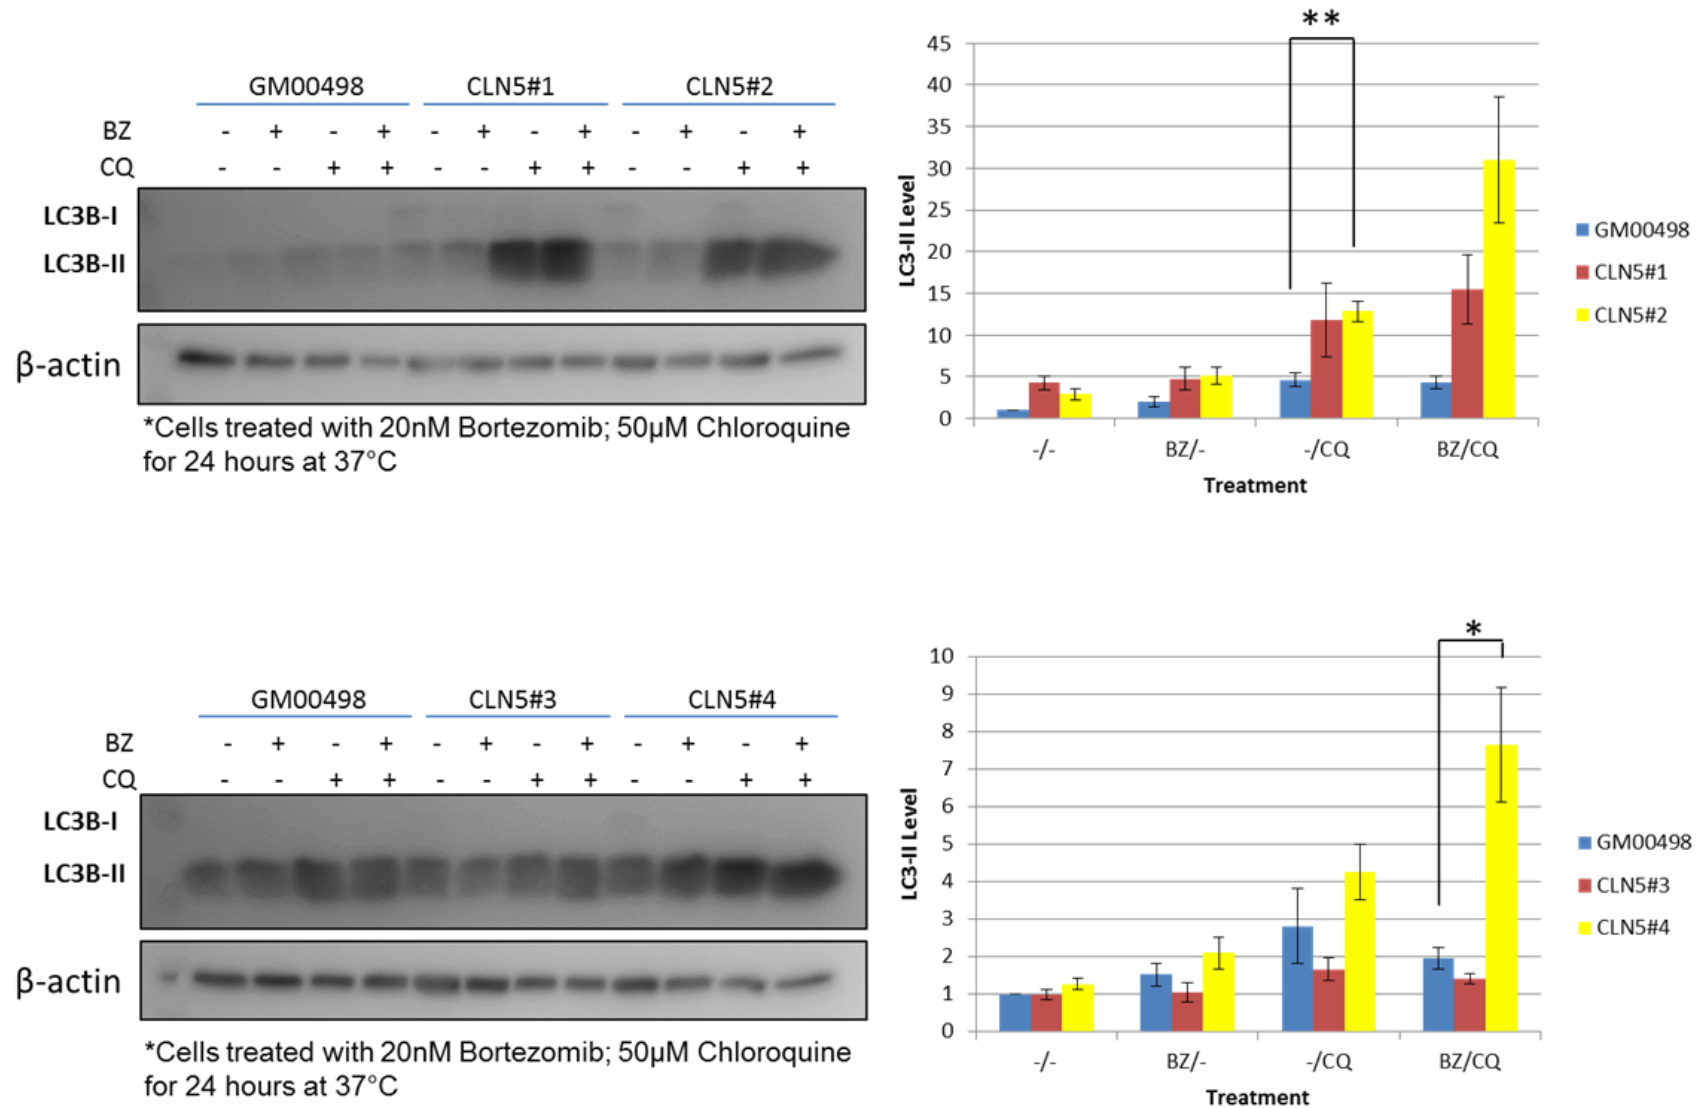 GM00498 CLN5#1 CLN5#2
BZ - + - + - + - + - + - +
CQ - - + + - - + + - - + +
LC3B-I
LC3B-II
β-actin
*Cells treated with 20nM Bortezomib; 50µM Chloroquine
for 24 hours at 37°C
**
45
40
35
30
25
20
15
10
5
0
LC3-II Level
-/- BZ/- -/CQ BZ/CQ
Treatment
GM00498
CLN5#1
CLN5#2
GM00498 CLN5#3 CLN5#4
BZ - + - + - + - + - + - +
CQ - - + + - - + + - - + +
LC3B-I
LC3B-II
β-actin
*Cells treated with 20nM Bortezomib; 50µM Chloroquine
for 24 hours at 37°C
*
10
9
8
7
6
5
4
3
2
1
0
LC3-II Level
-/- BZ/- -/CQ BZ/CQ
Treatment
GM00498
CLN5#3
CLN5#4